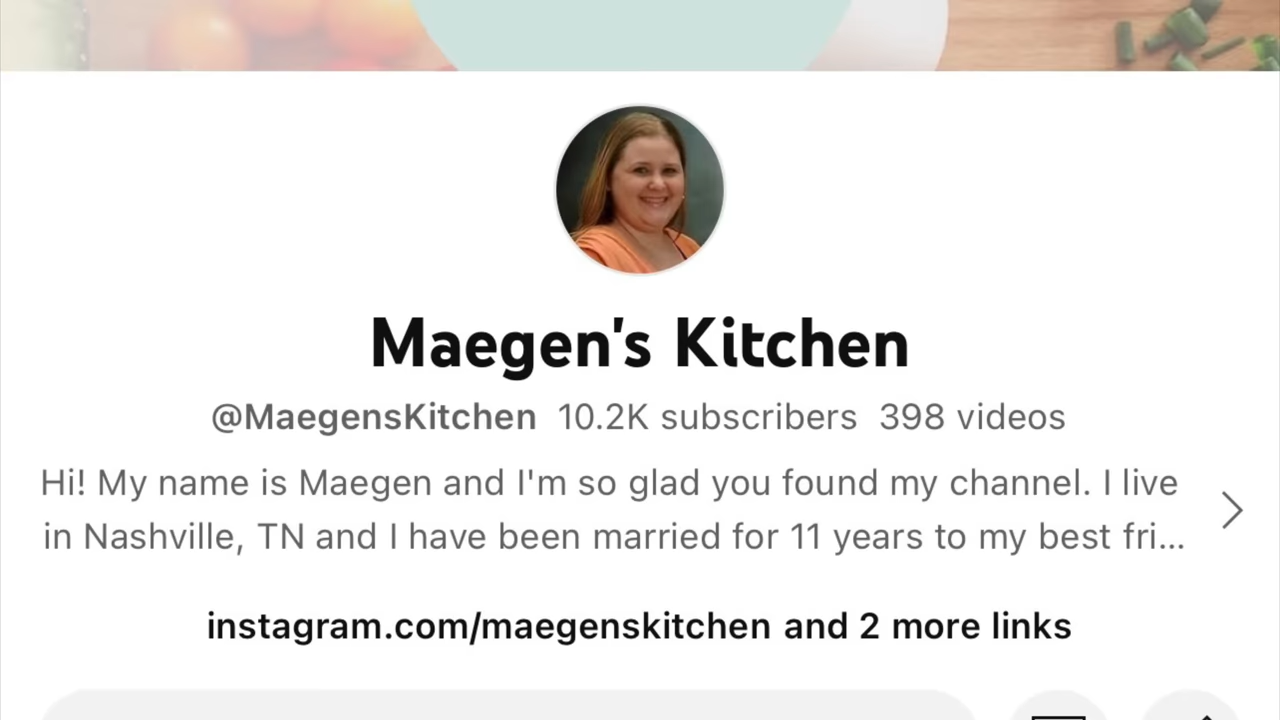 Maegen's Kitchen
@MaegensKitchen 10.2K subscribers 398 videos
Hi! My name is Maegen and I'm so glad you found my channel. I live
in Nashville, TN and I have been married for 11 years to my best fri...
instagram.com/maegenskitchen and 2 more links